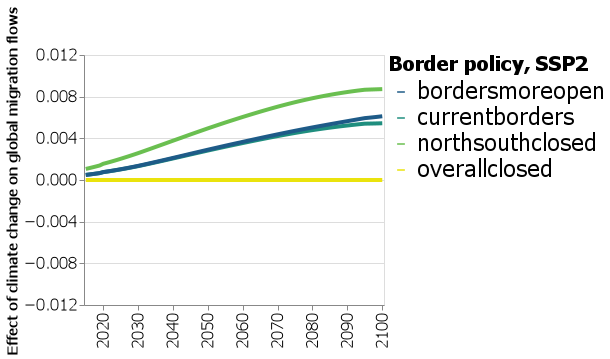 Effect of climate change on global migration flows
0.012
0.008
0.004
0.000
−0.004
−0.008
−0.012
2020
2030
2040
2050
2060
2070
2080
2090
2100
Border policy, SSP2
bordersmoreopen
currentborders
northsouthclosed
overallclosed